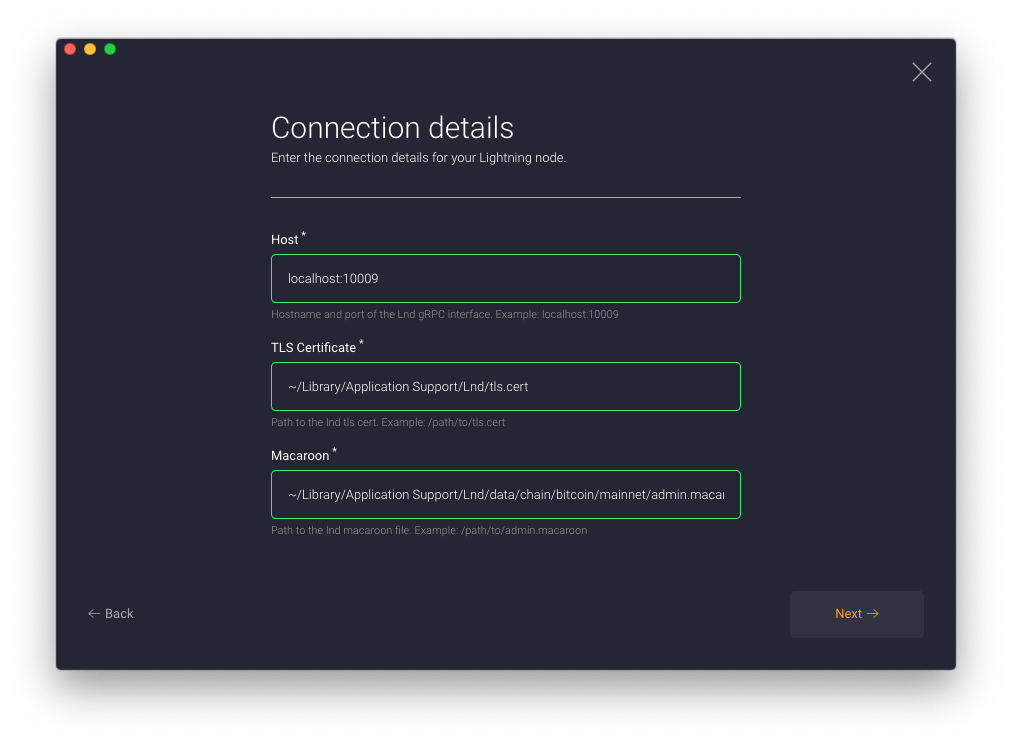 Connection details
Enter the connection details for your Lightning node.
Host *
localhost:10009
Hostname and port of the Lnd gRPC interface. Example: localhost:10009
TLS Certificate *
~/Library/Application Support/Lnd/tls.cert
Path to the lnd tls cert. Example: /path/to/tls.cert
Macaroon *
~/Library/Application Support/Lnd/data/chain/bitcoin/mainnet/admin.macar
Path to the lnd macaroon file. Example: /path/to/admin.macaroon
← Back
Next →